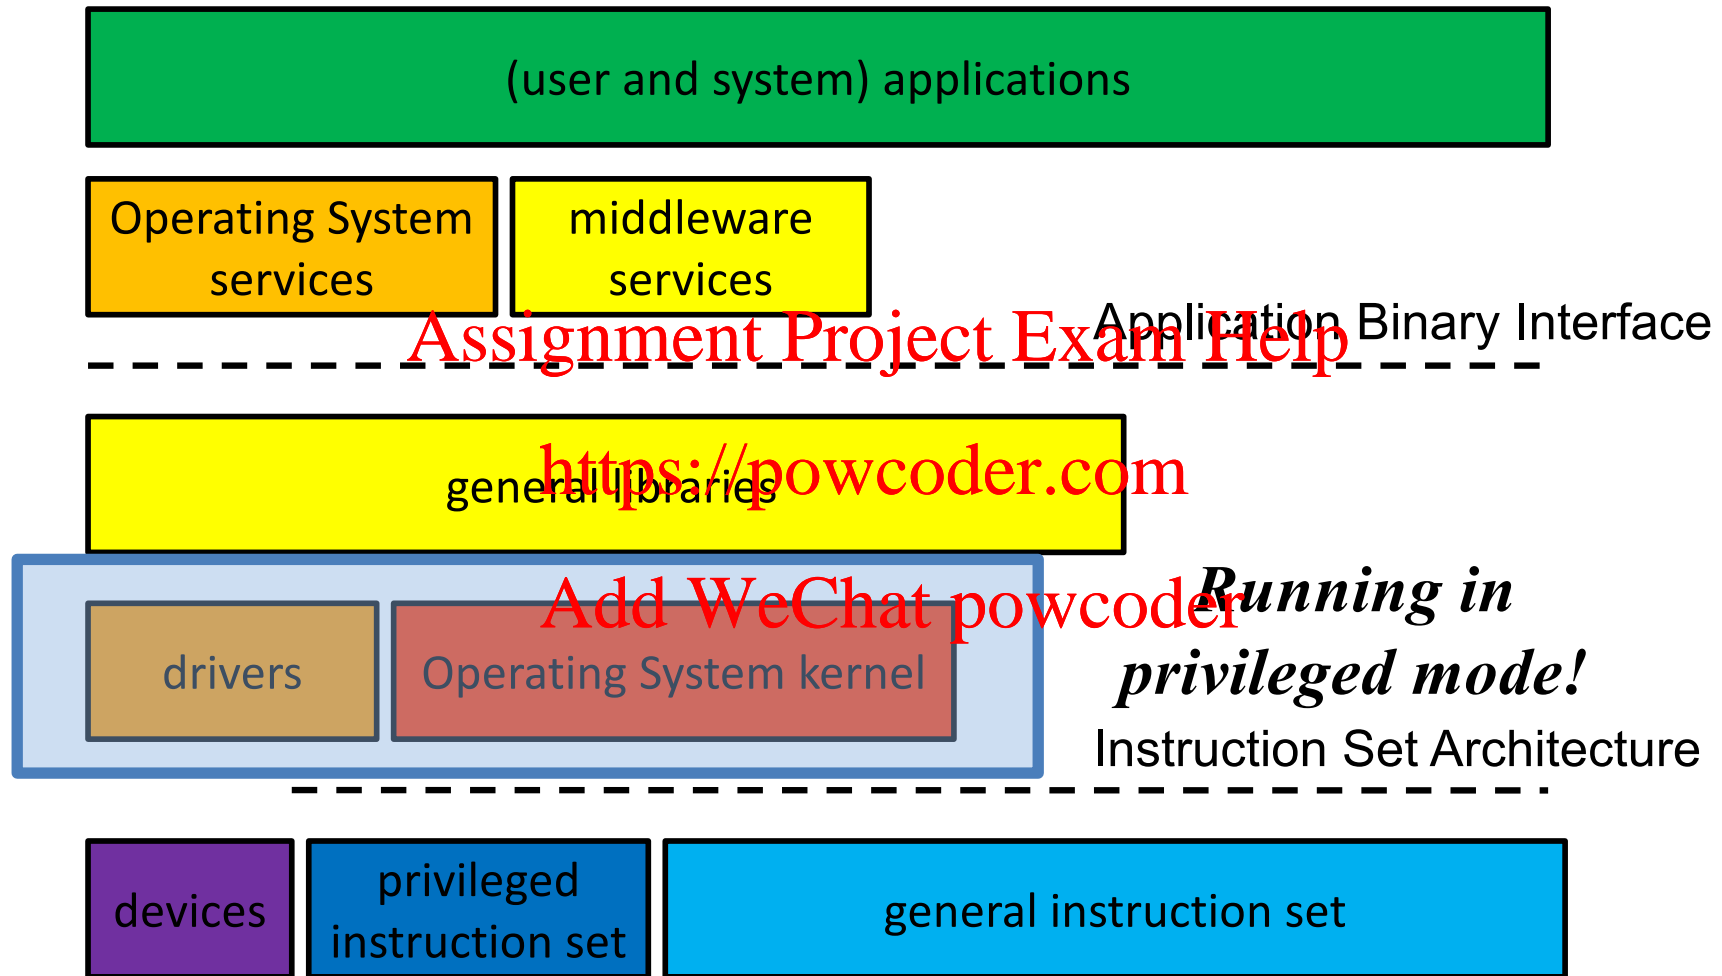 (user and system) applications
Operating System
services
middleware
services
Application Binary Interface
Assignment Project Exam Help
general libraries
https://powcoder.com
Add WeChat powcoder
Running in
privileged mode!
drivers
Operating System kernel
Instruction Set Architecture
devices
privileged
instruction set
general instruction set